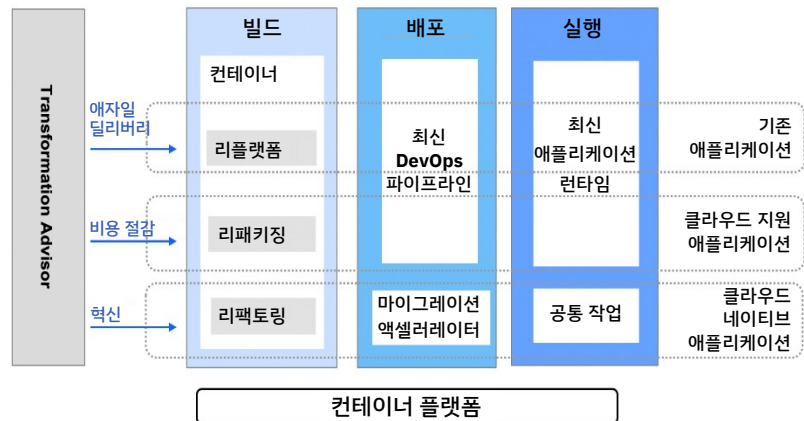 Transformation Advisor
빌드
배포
실행
컨테이너
애자일
딜리버리
리플랫폼
최신
DevOps
파이프라인
최신
애플리케이션
런타임
기존
애플리케이션
비용 절감
리패키징
클라우드 지원
애플리케이션
혁신
리팩토링
마이그레이션
액셀러레이터
공통 작업
클라우드
네이티브
애플리케이션
컨테이너 플랫폼